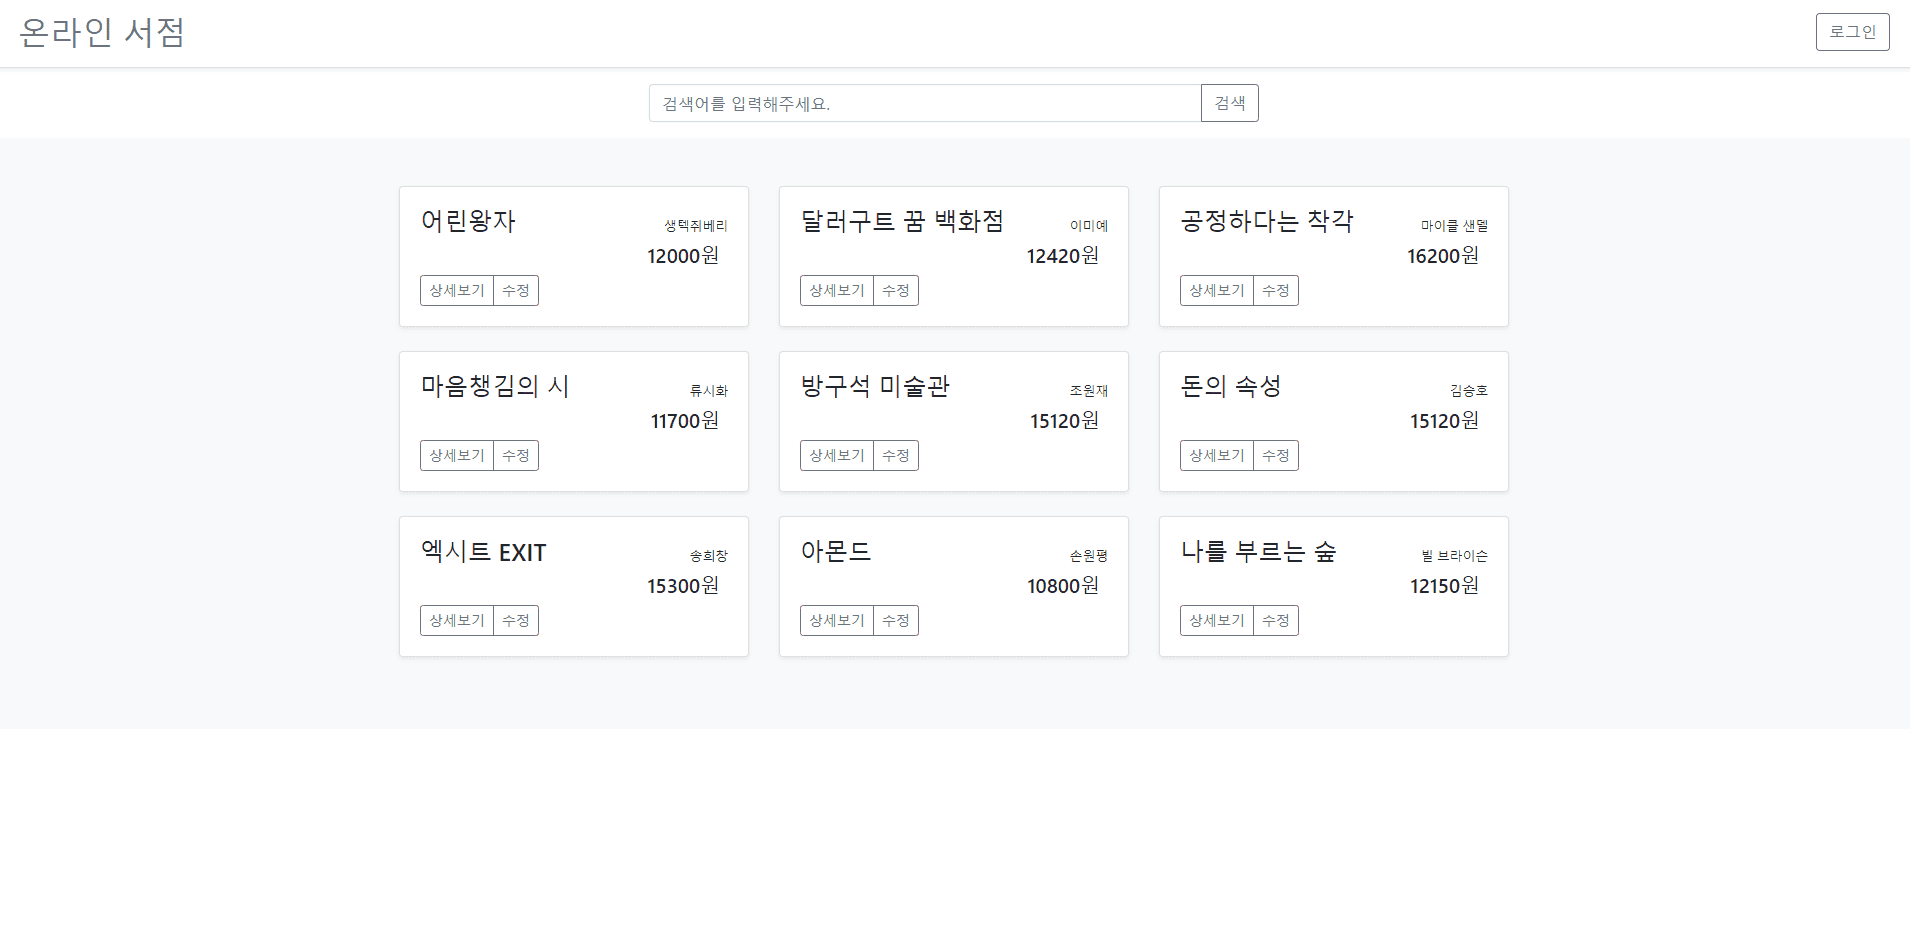 온라인 서점
로그인
검색어를 입력해주세요.
검색
어린왕자
생텍쥐베리
12000원
상세보기
수정
달러구트 꿈 백화점
이미예
12420원
상세보기
수정
공정하다는 착각
마이클 샌델
16200원
상세보기
수정
마음챙김의 시
류시화
11700원
상세보기
수정
방구석 미술관
조원재
15120원
상세보기
수정
돈의 속성
김승호
15120원
상세보기
수정
엑시트 EXIT
송희창
15300원
상세보기
수정
아몬드
손원평
10800원
상세보기
수정
나를 부르는 숲
빌 브라이슨
12150원
상세보기
수정